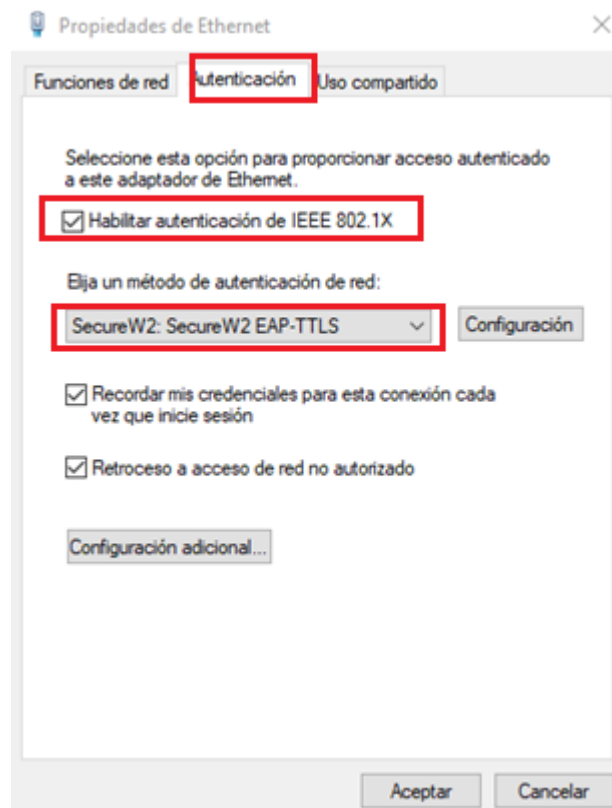 Propiedades de Ethernet
Funciones de red
Autenticación
Uso compartido
Seleccione esta opción para proporcionar acceso autenticado
a este adaptador de Ethernet.
Habilitar autenticación de IEEE 802.1X
Elija un método de autenticación de red:
SecureW2: SecureW2 EAP-TTLS
Configuración
Recordar mis credenciales para esta conexión cada
vez que inicie sesión
Retroceso a acceso de red no autorizado
Configuración adicional...
Aceptar
Cancelar